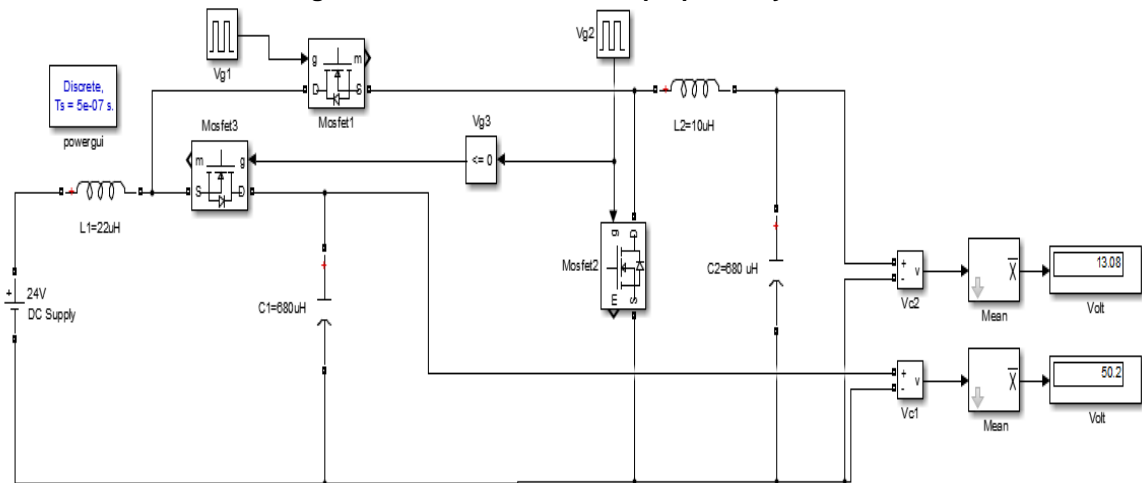 Vg1
g
m
D
S
Mosfet1
Vg2
Discrete,
Ts = 5e-07 s.
powergui
L2=10uH
Mosfet3
m
g
S
D
Vg3
<= 0
L1=22uH
g
D
Mosfet2
m
S
C2=680 uH
24V
DC Supply
C1=680uH
+
-
v
Vc2
X
Mean
13.08
Volt
+
-
v
Vc1
X
Mean
50.2
Volt